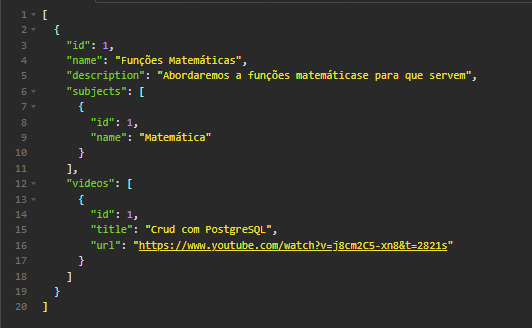 1 [
2 {
3 "id": 1,
4 "name": "Funções Matemáticas",
5 "description": "Abordaremos a funções matemáticase para que servem",
6 "subjects": [
7 {
8 "id": 1,
9 "name": "Matemática"
10 }
11 ],
12 "videos": [
13 {
14 "id": 1,
15 "title": "Crud com PostgreSQL",
16 "url": "https://www.youtube.com/watch?v=j8cm2C5-xn8&t=2821s"
17 }
18 ]
19 }
20 ]